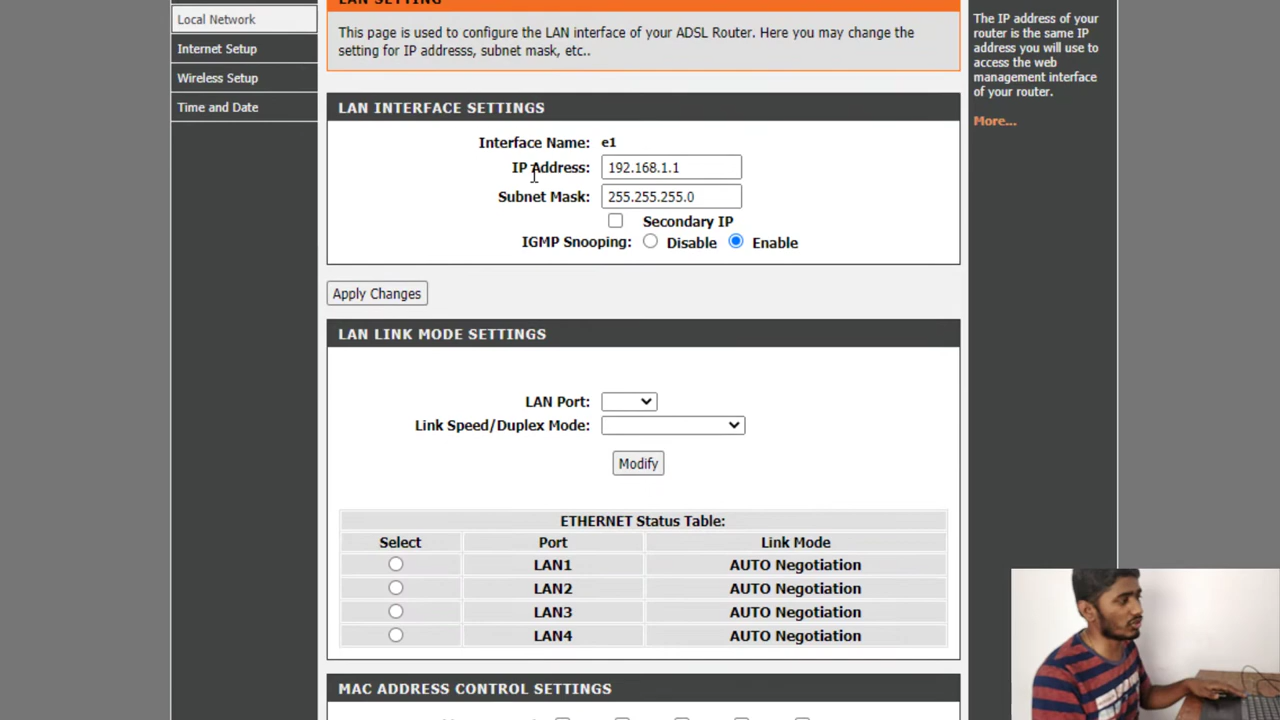 LAN SETTING
Local Network
Internet Setup
Wireless Setup
Time and Date
This page is used to configure the LAN interface of your ADSL Router. Here you may change the
setting for IP addresss, subnet mask, etc..
The IP address of your
router is the same IP
address you will use to
access the web
management interface
of your router.
More...
LAN INTERFACE SETTINGS
Interface Name: e1
IP Address: 192.168.1.1
Subnet Mask: 255.255.255.0
Secondary IP
IGMP Snooping: Disable Enable
Apply Changes
LAN LINK MODE SETTINGS
LAN Port:
Link Speed/Duplex Mode:
Modify
ETHERNET Status Table:
Select Port Link Mode
LAN1 AUTO Negotiation
LAN2 AUTO Negotiation
LAN3 AUTO Negotiation
LAN4 AUTO Negotiation
MAC ADDRESS CONTROL SETTINGS